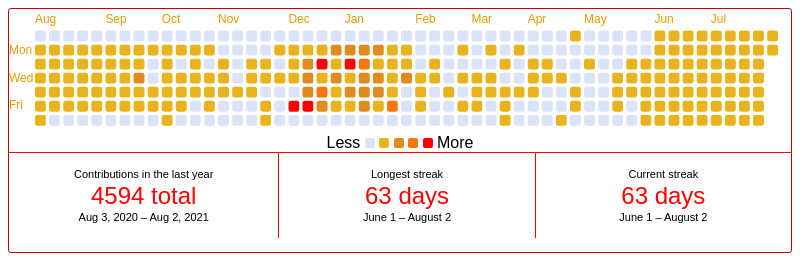 Aug Sep Oct Nov Dec Jan Feb Mar Apr May Jun Jul
Mon
Wed
Fri
Less More
Contributions in the last year
4594 total
Aug 3, 2020 – Aug 2, 2021
Longest streak
63 days
June 1 – August 2
Current streak
63 days
June 1 – August 2